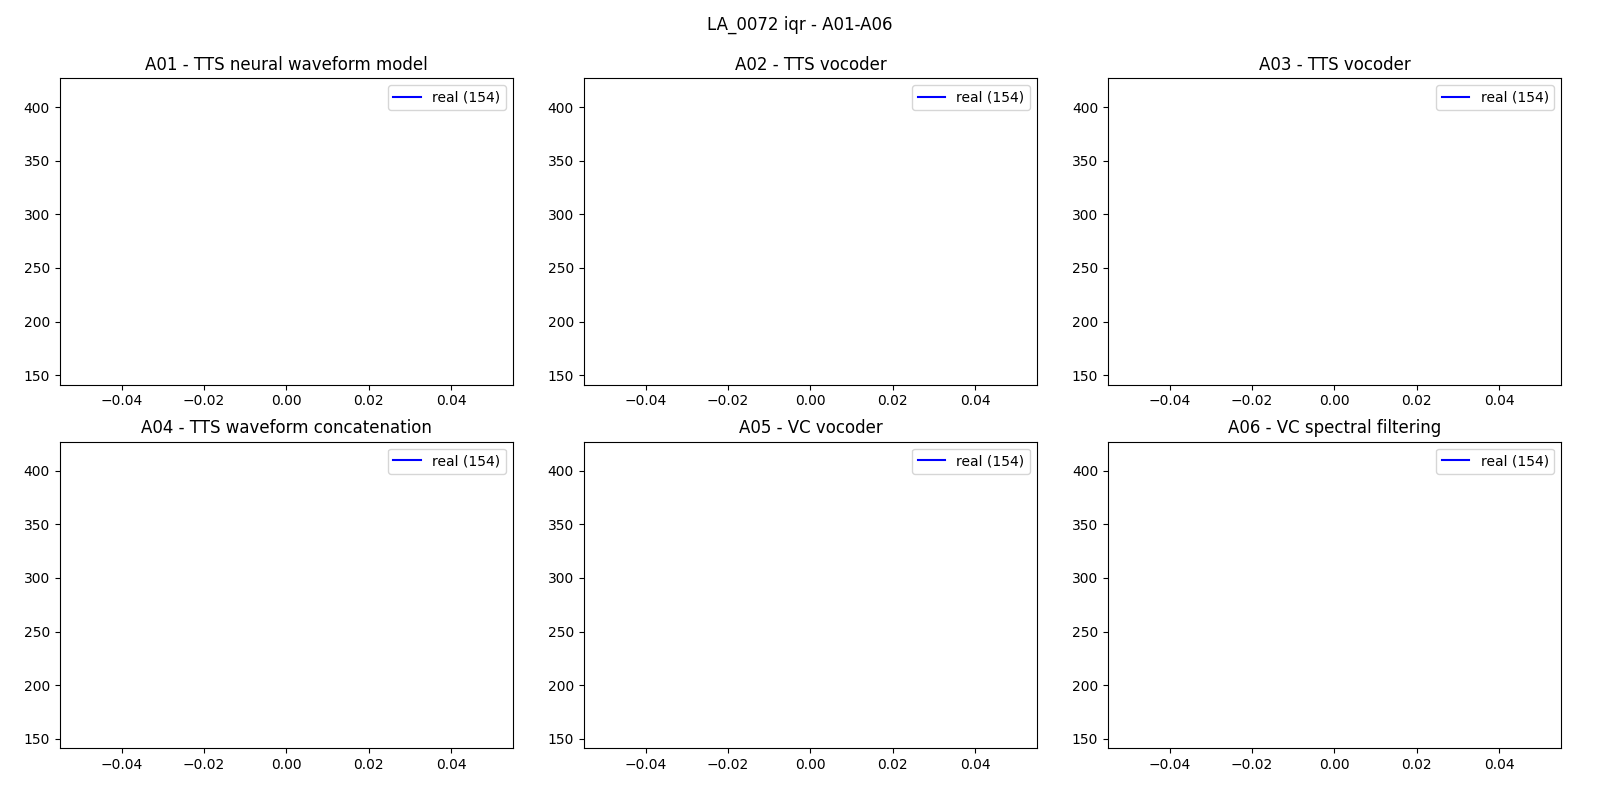 LA_0072 iqr - A01-A06
A01 - TTS neural waveform model
400
350
300
250
200
150
real (154)
−0.04 −0.02 0.00 0.02 0.04
A02 - TTS vocoder
400
350
300
250
200
150
real (154)
−0.04 −0.02 0.00 0.02 0.04
A03 - TTS vocoder
400
350
300
250
200
150
real (154)
−0.04 −0.02 0.00 0.02 0.04
A04 - TTS waveform concatenation
400
350
300
250
200
150
real (154)
−0.04 −0.02 0.00 0.02 0.04
A05 - VC vocoder
400
350
300
250
200
150
real (154)
−0.04 −0.02 0.00 0.02 0.04
A06 - VC spectral filtering
400
350
300
250
200
150
real (154)
−0.04 −0.02 0.00 0.02 0.04